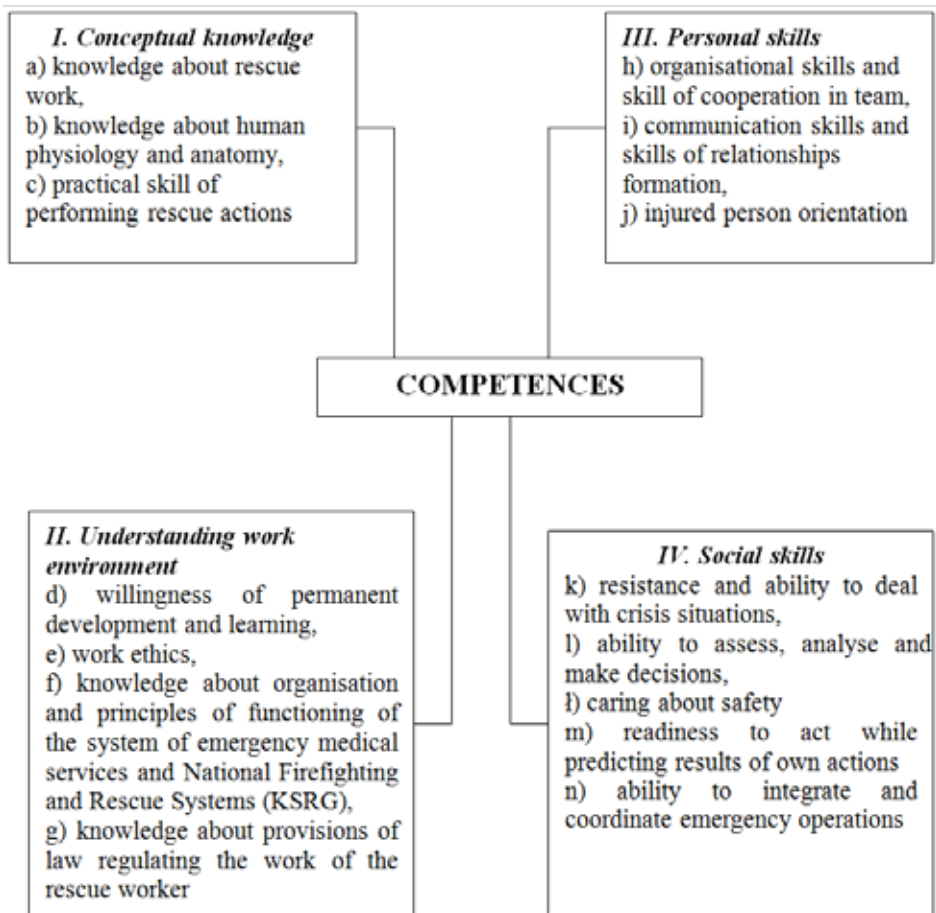 I. Conceptual knowledge
a) knowledge about rescue
work,
b) knowledge about human
physiology and anatomy,
c) practical skill of
performing rescue actions
III. Personal skills
h) organisational skills and
skill of cooperation in team,
i) communication skills and
skills of relationships
formation,
j) injured person orientation
COMPETENCES
II. Understanding work
environment
d) willingness of permanent
development and learning,
e) work ethics,
f) knowledge about organisation
and principles of functioning of
the system of emergency medical
services and National Firefighting
and Rescue Systems (KSRG),
g) knowledge about provisions of
law regulating the work of the
rescue worker
IV. Social skills
k) resistance and ability to deal
with crisis situations,
l) ability to assess, analyse and
make decisions,
ł) caring about safety
m) readiness to act while
predicting results of own actions
n) ability to integrate and
coordinate emergency operations